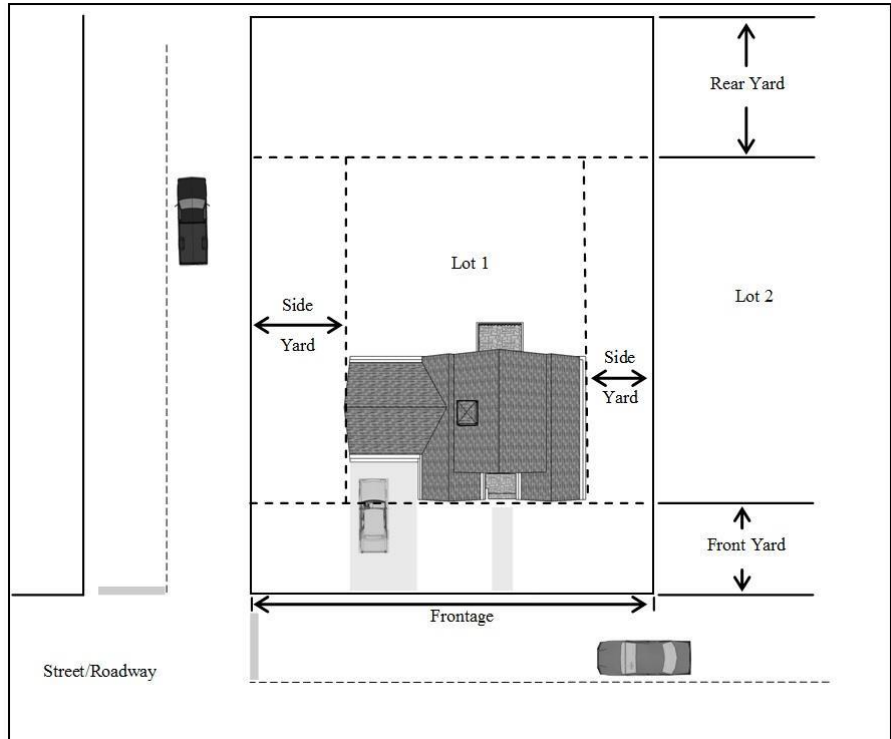 Rear Yard
Lot 1
Lot 2
Side
Yard
Side
Yard
Front Yard
Frontage
Street/Roadway